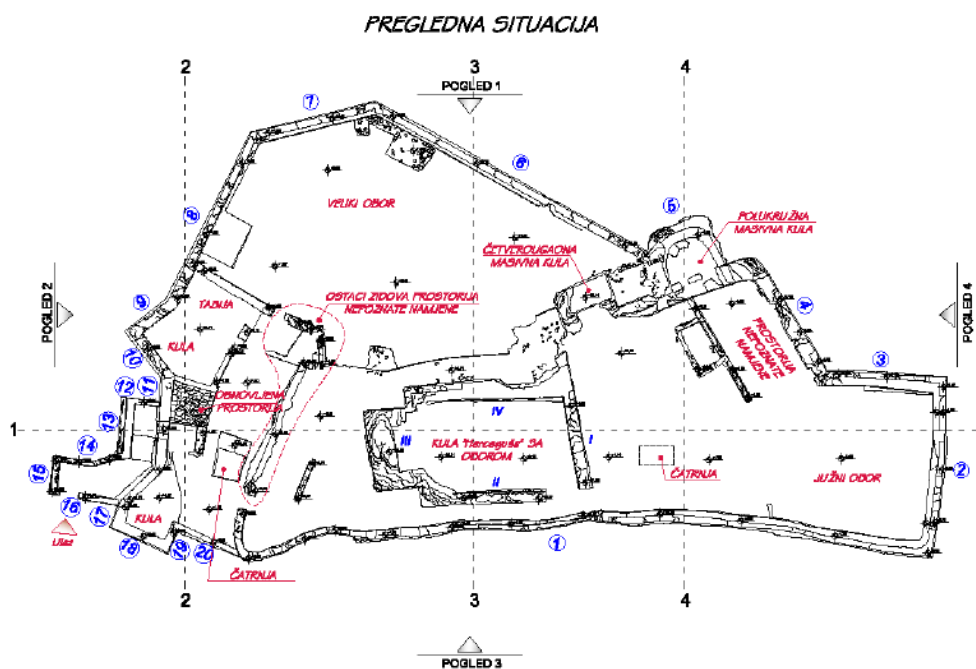 PREGLEDNA SITUACIJA
2
3
4
POGLED 1
7
6
5
VELIKI OBOR
POLUKRUŽNA
MASIVNA KULA
8
ČETVEROUGAONA
MASIVNA KULA
OSTACI ZIDOVA PROSTORIJA
NEPOZNATE NAMJENE
POGLED 2
9
TABIJA
4
POGLED 4
KULA
10
PROSTORIJA
NEPOZNATE
NAMJENE
3
12
11
OBNOVLJENA
PROSTORIJA
IV
13
1
1
III
KULA "Herceguša" SA
OBOROM
I
14
ČATRNJA
JUŽNI OBOR
2
15
II
16
17
KULA
Ulaz
18
19
20
1
ČATRNJA
2
3
4
POGLED 3